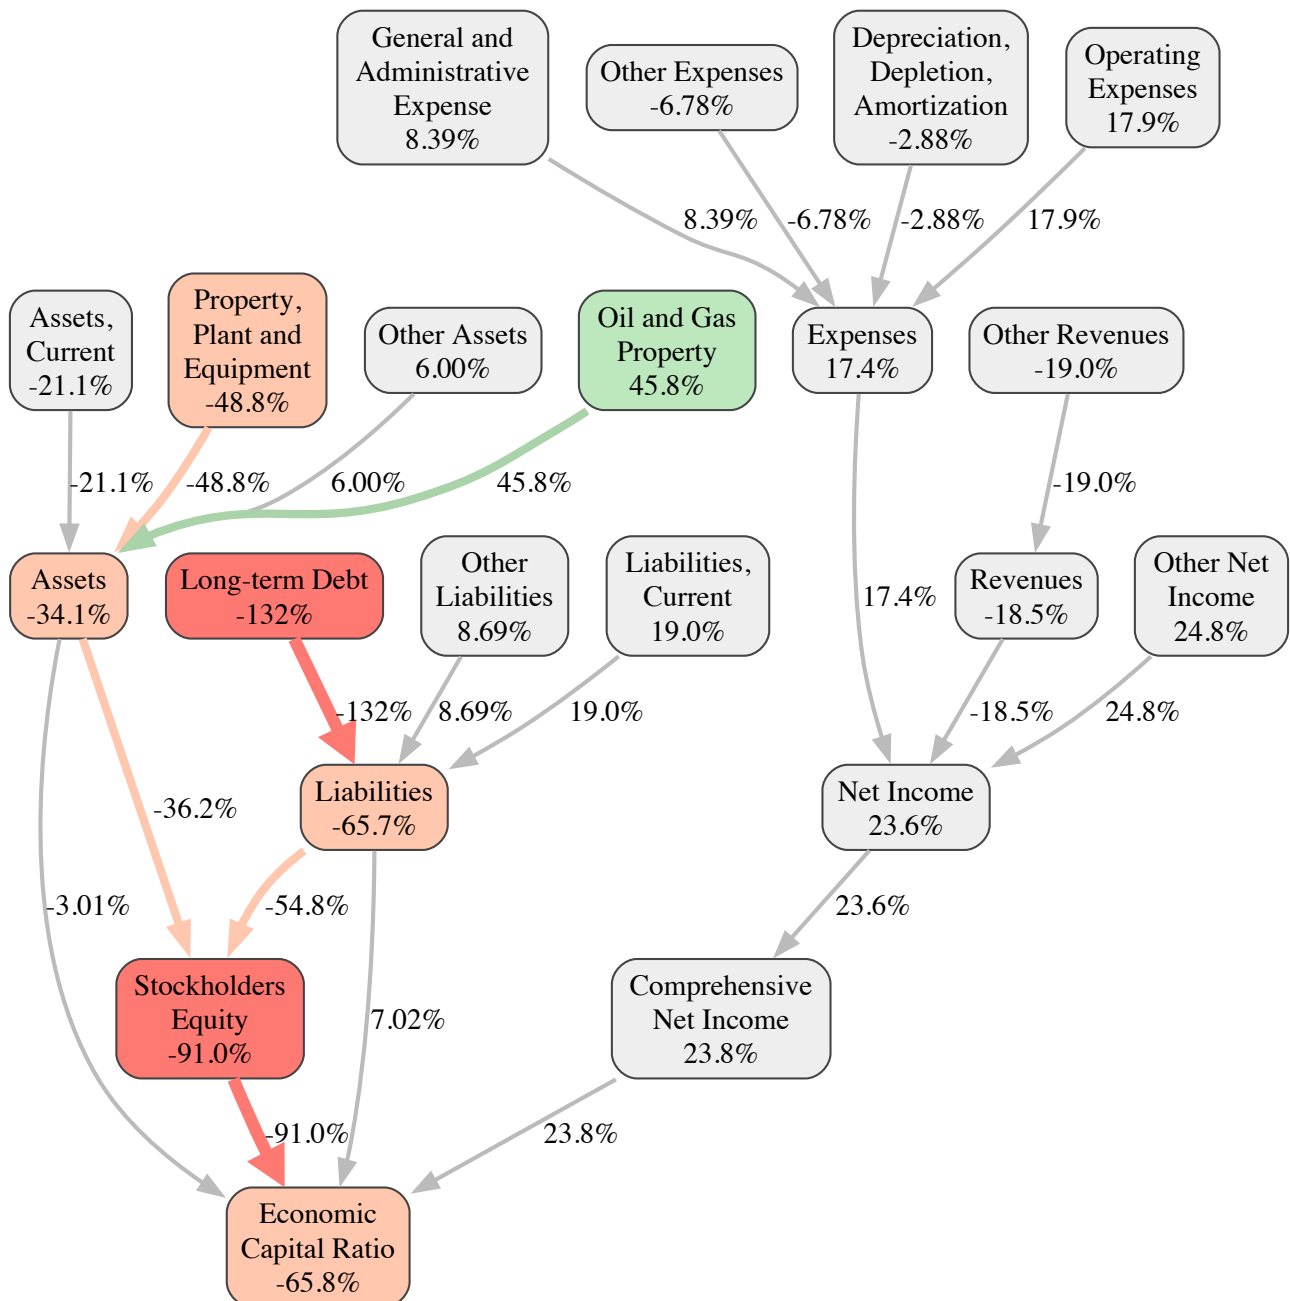 General and
Administrative
Expense
8.39%
Other Expenses
-6.78%
Depreciation,
Depletion,
Amortization
-2.88%
Operating
Expenses
17.9%
8.39%
-6.78%
-2.88%
17.9%
Assets,
Current
-21.1%
Property,
Plant and
Equipment
-48.8%
Other Assets
6.00%
Oil and Gas
Property
45.8%
Expenses
17.4%
Other Revenues
-19.0%
-21.1%
-48.8%
6.00%
45.8%
-19.0%
Assets
-34.1%
Long-term Debt
-132%
Other
Liabilities
8.69%
Liabilities,
Current
19.0%
17.4%
Revenues
-18.5%
Other Net
Income
24.8%
-132%
8.69%
19.0%
-18.5%
24.8%
-36.2%
Liabilities
-65.7%
Net Income
23.6%
-3.01%
-54.8%
23.6%
Stockholders
Equity
-91.0%
7.02%
Comprehensive
Net Income
23.8%
-91.0%
23.8%
Economic
Capital Ratio
-65.8%